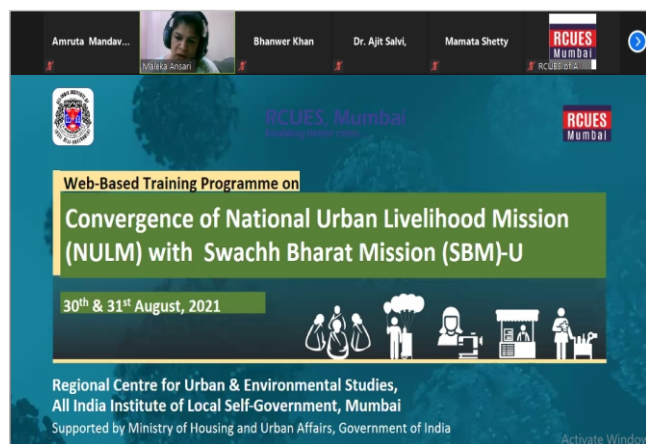 Amruta Mandav...
Bhanwer Khan
Dr. Ajit Salvi,
Mamata Shetty
RCUES
Mumbai
Maleka Ansari
RCUES of A...
RCUES, Mumbai
RCUES
Mumbai
Web-Based Training Programme on
Convergence of National Urban Livelihood Mission
(NULM) with Swachh Bharat Mission (SBM)-U
30th & 31st August, 2021
Regional Centre for Urban & Environmental Studies,
All India Institute of Local Self-Government, Mumbai
Supported by Ministry of Housing and Urban Affairs, Government of India
Activate Window